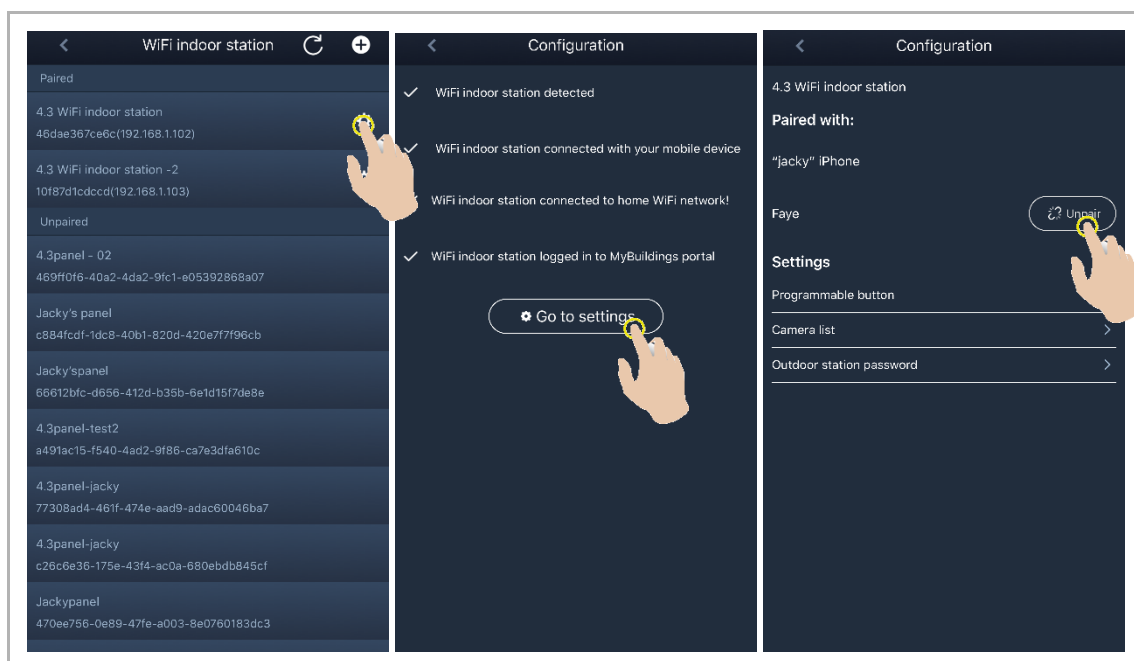 WiFi indoor station
Paired
4.3 WiFi indoor station
46dae367ce6c(192.168.1.102)
4.3 WiFi indoor station -2
10f87d1cdccd(192.168.1.103)
Unpaired
4.3panel - 02
469ff0f6-40a2-4da2-9fc1-e05392868a07
Jacky's panel
c884fcdf-1dc8-40b1-820d-420e7f7f96cb
Jacky'spanel
66612bfc-d656-412d-b35b-6e1d15f7de8e
4.3panel-test2
a491ac15-f540-4ad2-9f86-ca7e3dfa610c
4.3panel-jacky
77308ad4-461f-474e-aad9-adac60046ba7
4.3panel-jacky
c26c6e36-175e-43f4-ac0a-680ebdb845cf
Jackypanel
470ee756-0e89-47fe-a003-8e0760183dc3
Configuration
WiFi indoor station detected
WiFi indoor station connected with your mobile device
WiFi indoor station connected to home WiFi network!
WiFi indoor station logged in to MyBuildings portal
Go to settings
Configuration
4.3 WiFi indoor station
Paired with:
“jacky” iPhone
Faye
Unpair
Settings
Programmable button
Camera list
Outdoor station password